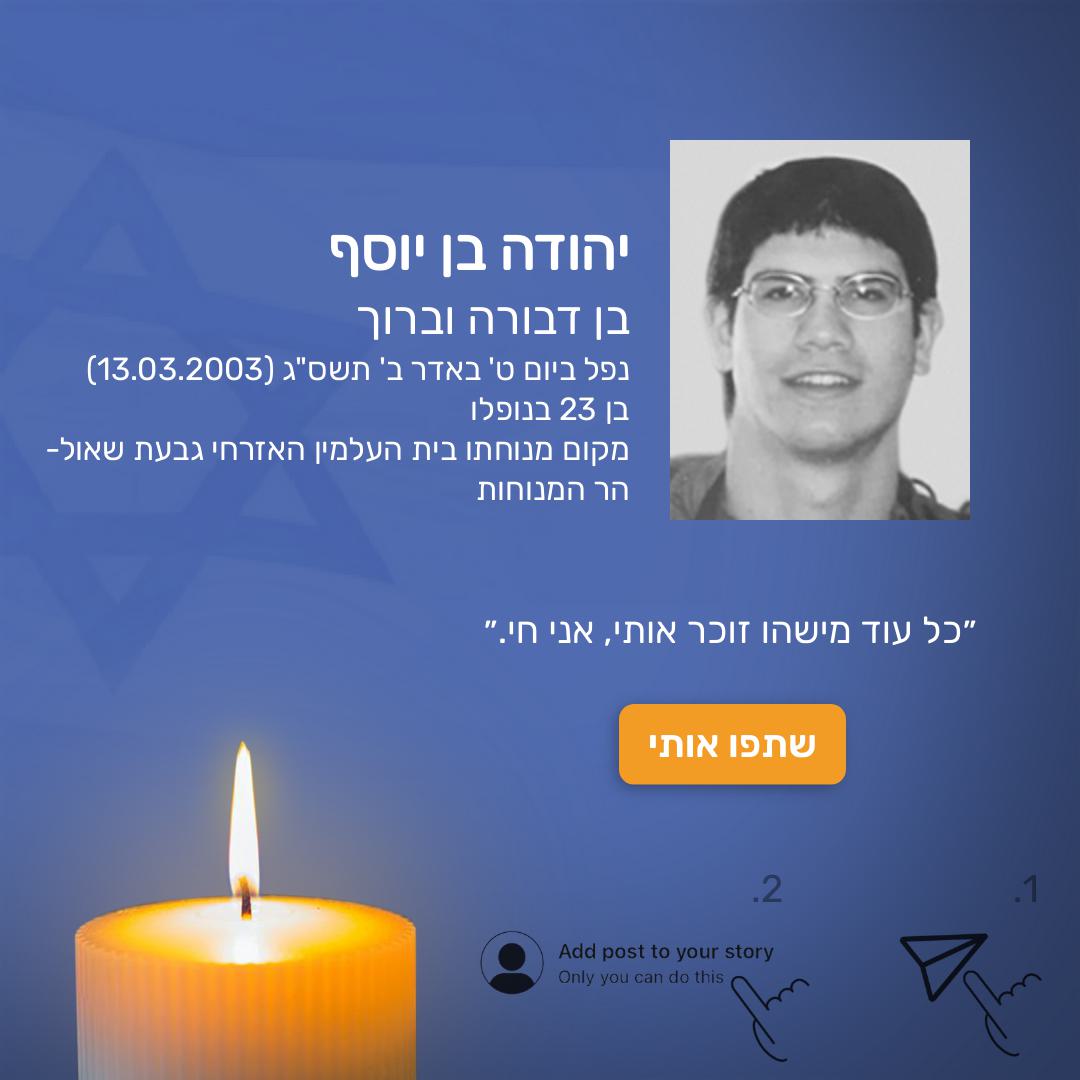 יהודה בן יוסף
בן דבורה וברוך
נפל ביום ט' באדר ב' תשס"ג (13.03.2003)
בן 23 בנופלו
מקום מנוחתו בית העלמין האזרחי גבעת שאול-
הר המנוחות
״כל עוד מישהו זוכר אותי, אני חי.״
שתפו אותי
1.
2.
Add post to your story
Only you can do this